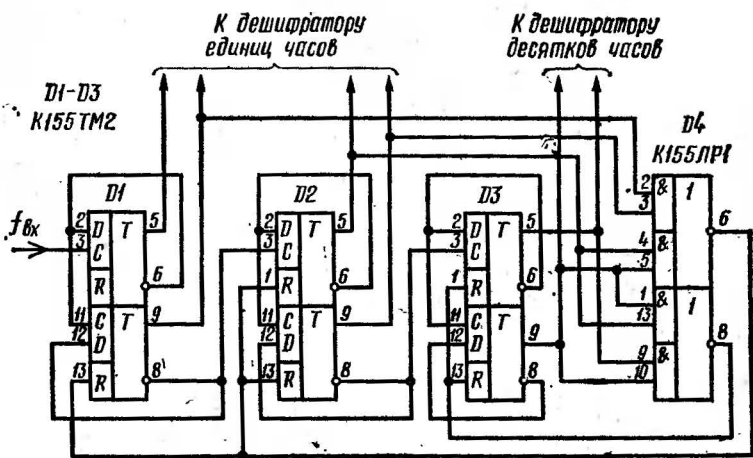 К дешифратору
единиц часов
К дешифратору
десятков часов
D1-D3
К155ТМ2
D4
К155ЛР1
D1
D2
D3
fвх
2 D T 5
3 C
6
11 C T 9
12 D
13 R 8
2 D T 5
3 C
1 R 6
11 C T 9
12 D
13 R 8
2 D T 5
3 C
1 R 6
11 C T
12 D 9
13 R 8
2 & 1
3 6
4 &
5
1 & 1
13 8
9 &
10